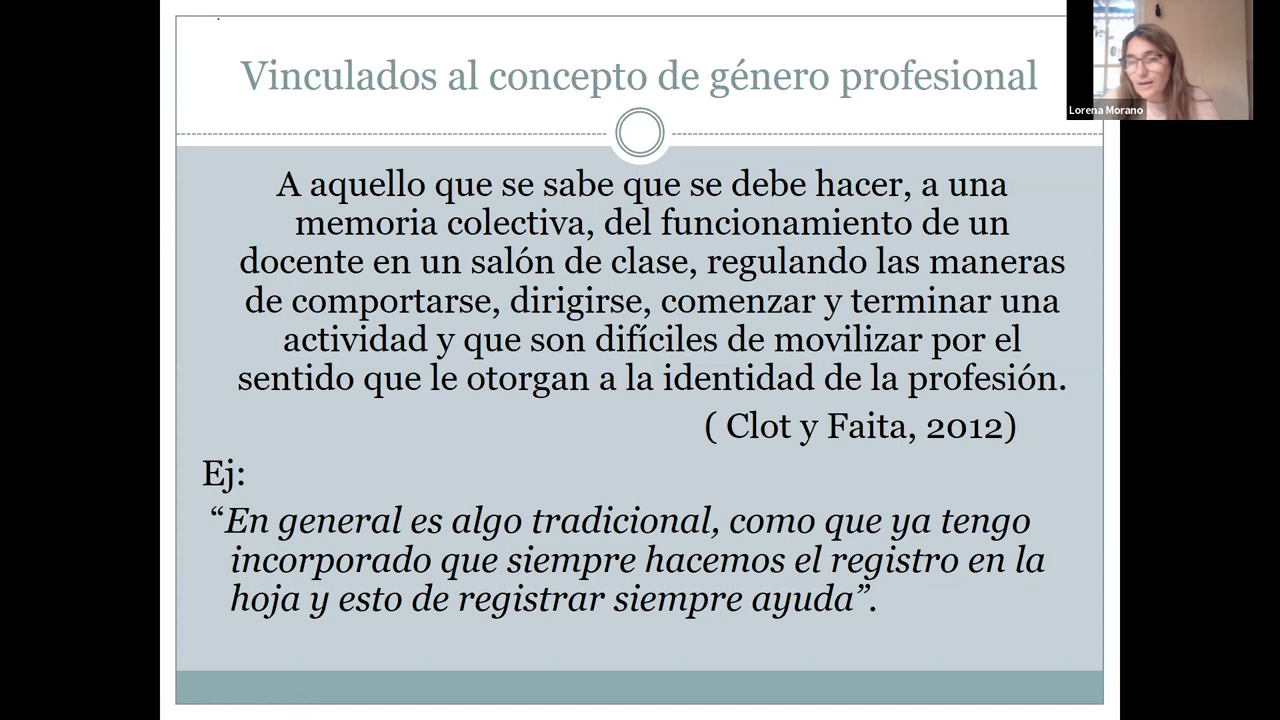 Vinculados al concepto de género profesional
Lorena Morano
A aquello que se sabe que se debe hacer, a una
memoria colectiva, del funcionamiento de un
docente en un salón de clase, regulando las maneras
de comportarse, dirigirse, comenzar y terminar una
actividad y que son difíciles de movilizar por el
sentido que le otorgan a la identidad de la profesión.
( Clot y Faita, 2012)
Ej:
“En general es algo tradicional, como que ya tengo
incorporado que siempre hacemos el registro en la
hoja y esto de registrar siempre ayuda”.